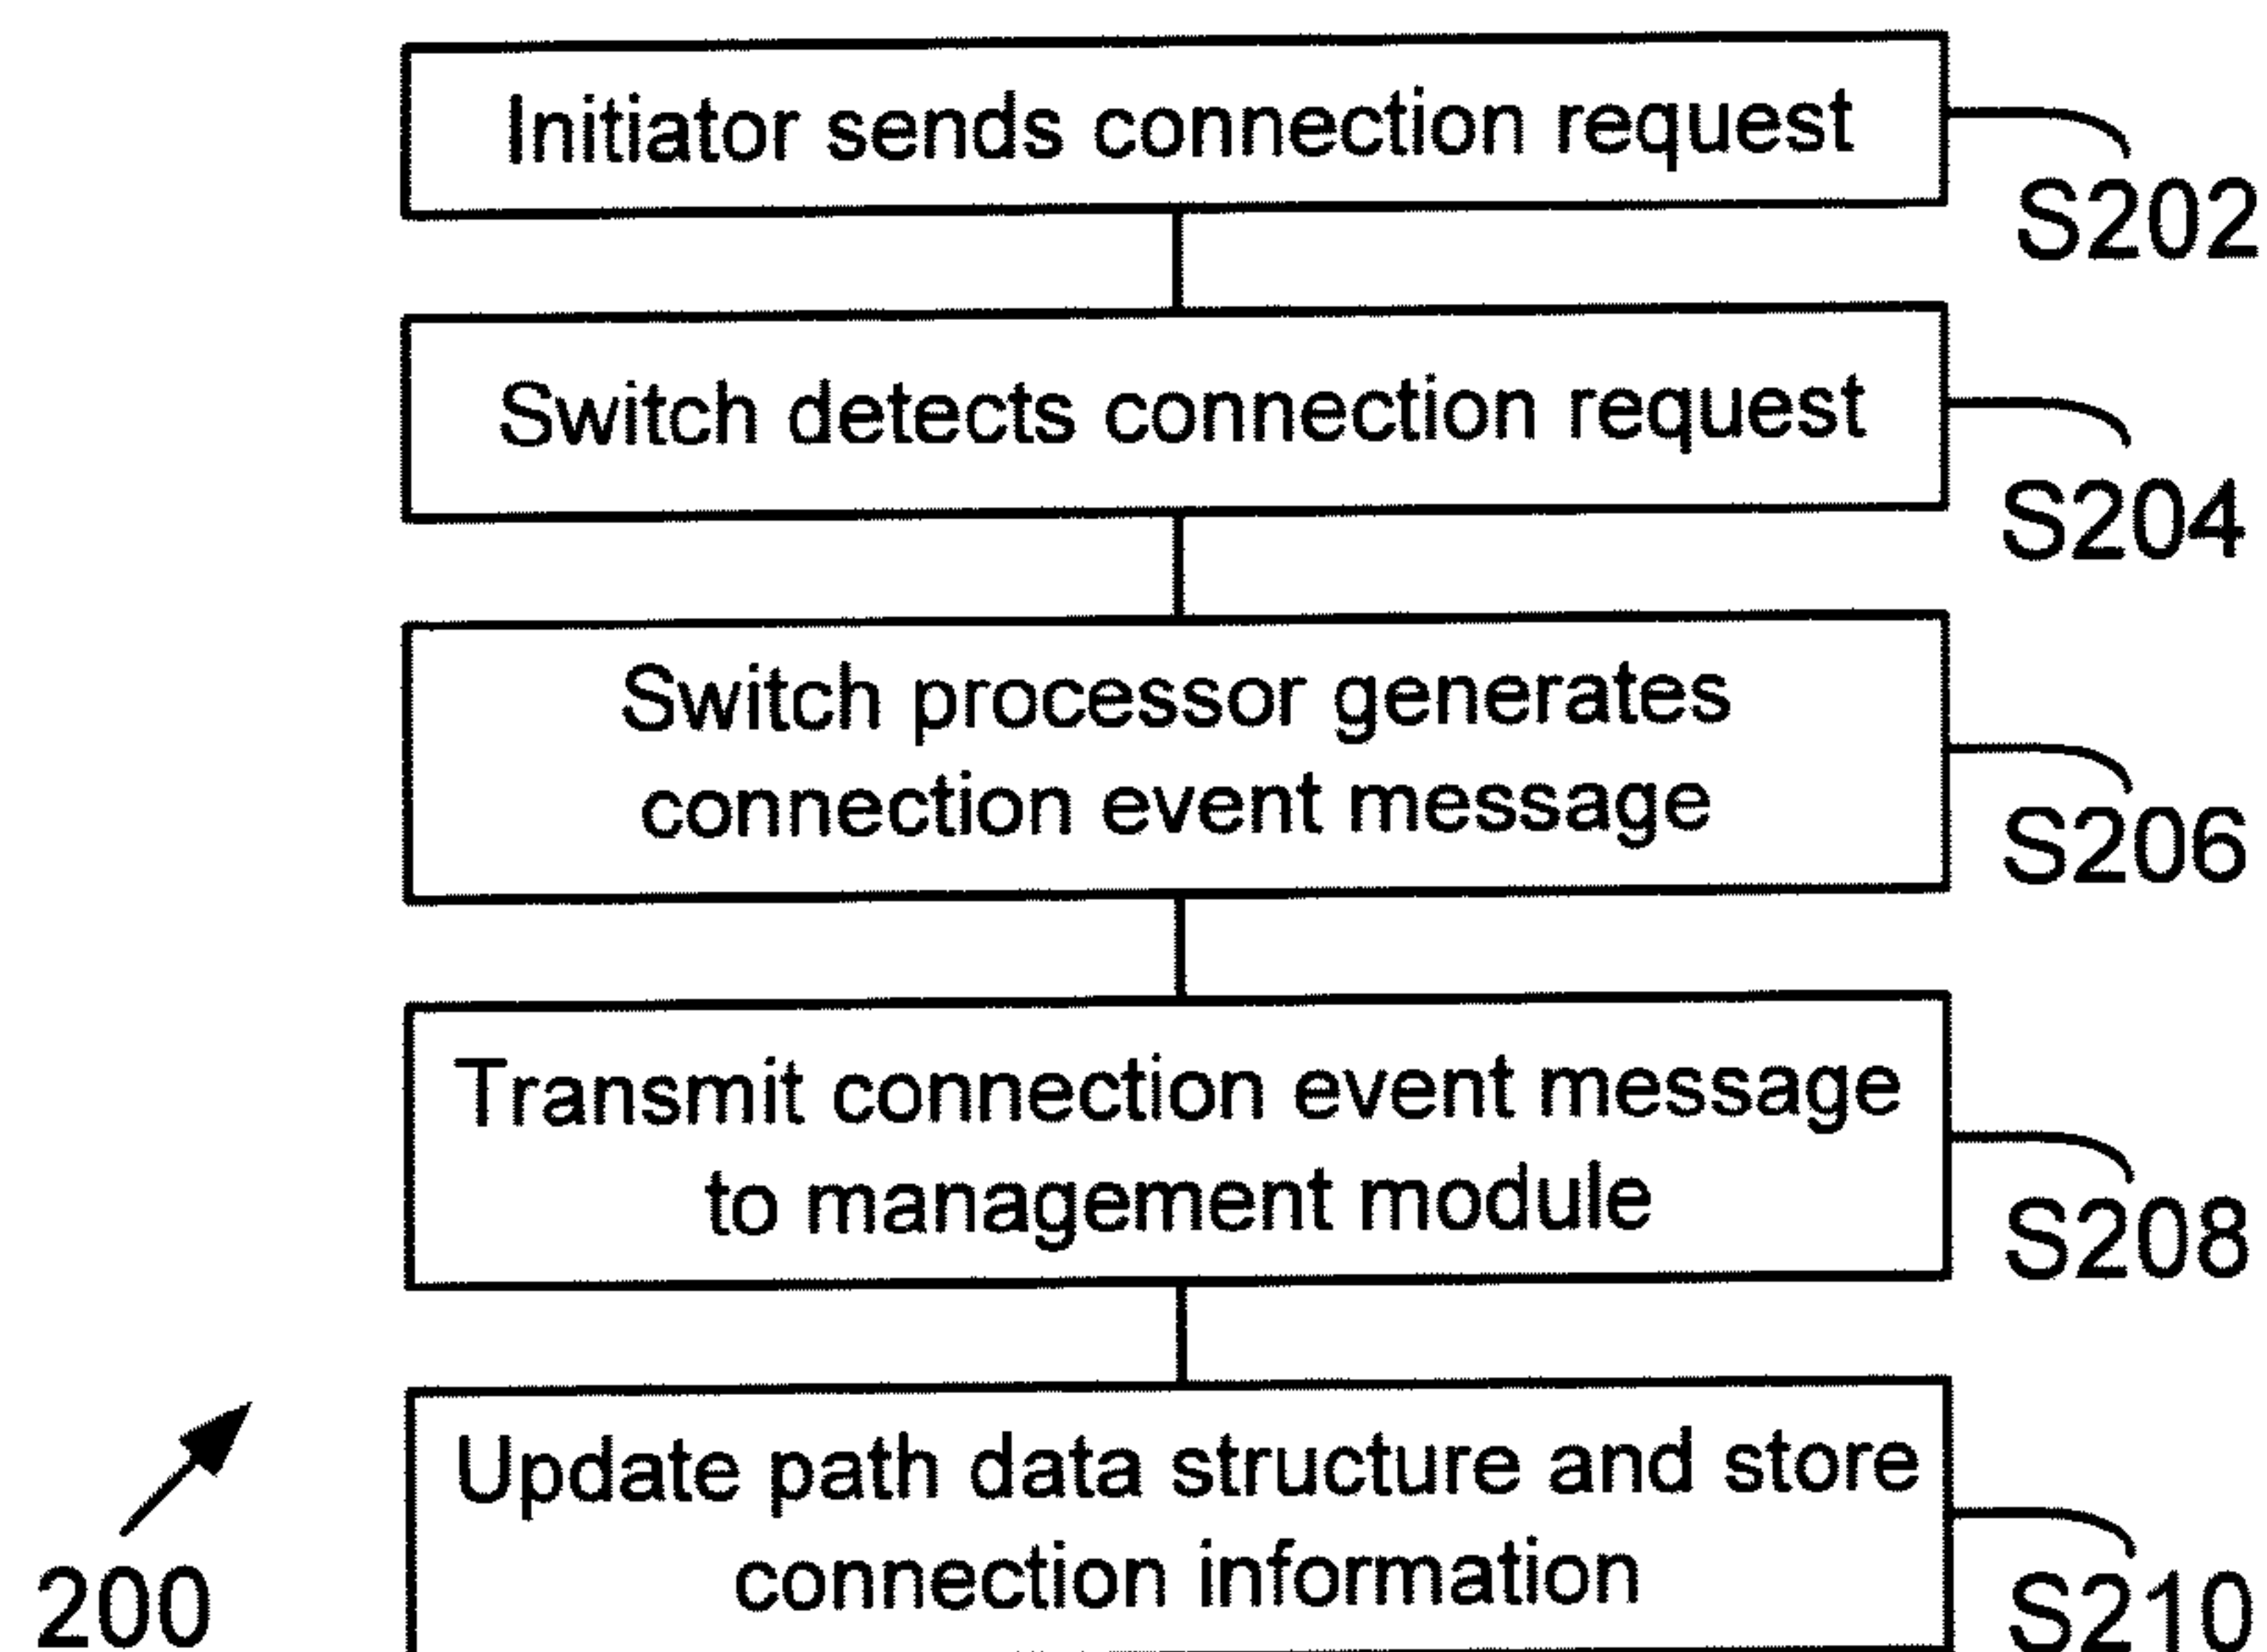 Initiator sends connection request
S202
Switch detects connection request
S204
Switch processor generates
connection event message
S206
Transmit connection event message
to management module
S208
Update path data structure and store
connection information
S210
200